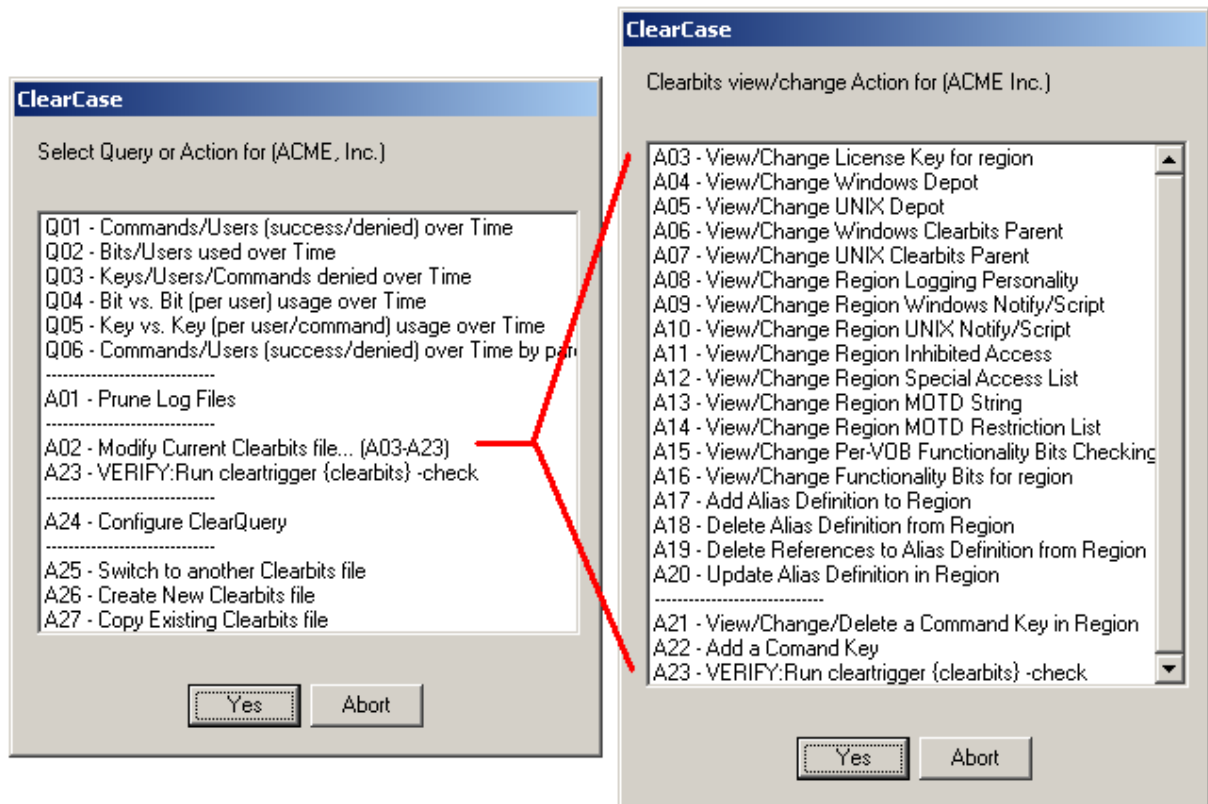 ClearCase
Select Query or Action for (ACME, Inc.)
Q01 - Commands/Users (success/denied) over Time
Q02 - Bits/Users used over Time
Q03 - Keys/Users/Commands denied over Time
Q04 - Bit vs. Bit (per user) usage over Time
Q05 - Key vs. Key (per user/command) usage over Time
Q06 - Commands/Users (success/denied) over Time by pare
------------------------------
A01 - Prune Log Files
------------------------------
A02 - Modify Current Clearbits file... (A03-A23)
A23 - VERIFY:Run cleartrigger {clearbits} -check
------------------------------
A24 - Configure ClearQuery
------------------------------
A25 - Switch to another Clearbits file
A26 - Create New Clearbits file
A27 - Copy Existing Clearbits file
Yes
Abort
ClearCase
Clearbits view/change Action for (ACME Inc.)
A03 - View/Change License Key for region
A04 - View/Change Windows Depot
A05 - View/Change UNIX Depot
A06 - View/Change Windows Clearbits Parent
A07 - View/Change UNIX Clearbits Parent
A08 - View/Change Region Logging Personality
A09 - View/Change Region Windows Notify/Script
A10 - View/Change Region UNIX Notify/Script
A11 - View/Change Region Inhibited Access
A12 - View/Change Region Special Access List
A13 - View/Change Region MOTD String
A14 - View/Change Region MOTD Restriction List
A15 - View/Change Per-VOB Functionality Bits Checking
A16 - View/Change Functionality Bits for region
A17 - Add Alias Definition to Region
A18 - Delete Alias Definition from Region
A19 - Delete References to Alias Definition from Region
A20 - Update Alias Definition in Region
------------------------------
A21 - View/Change/Delete a Command Key in Region
A22 - Add a Comand Key
A23 - VERIFY:Run cleartrigger {clearbits} -check
Yes
Abort